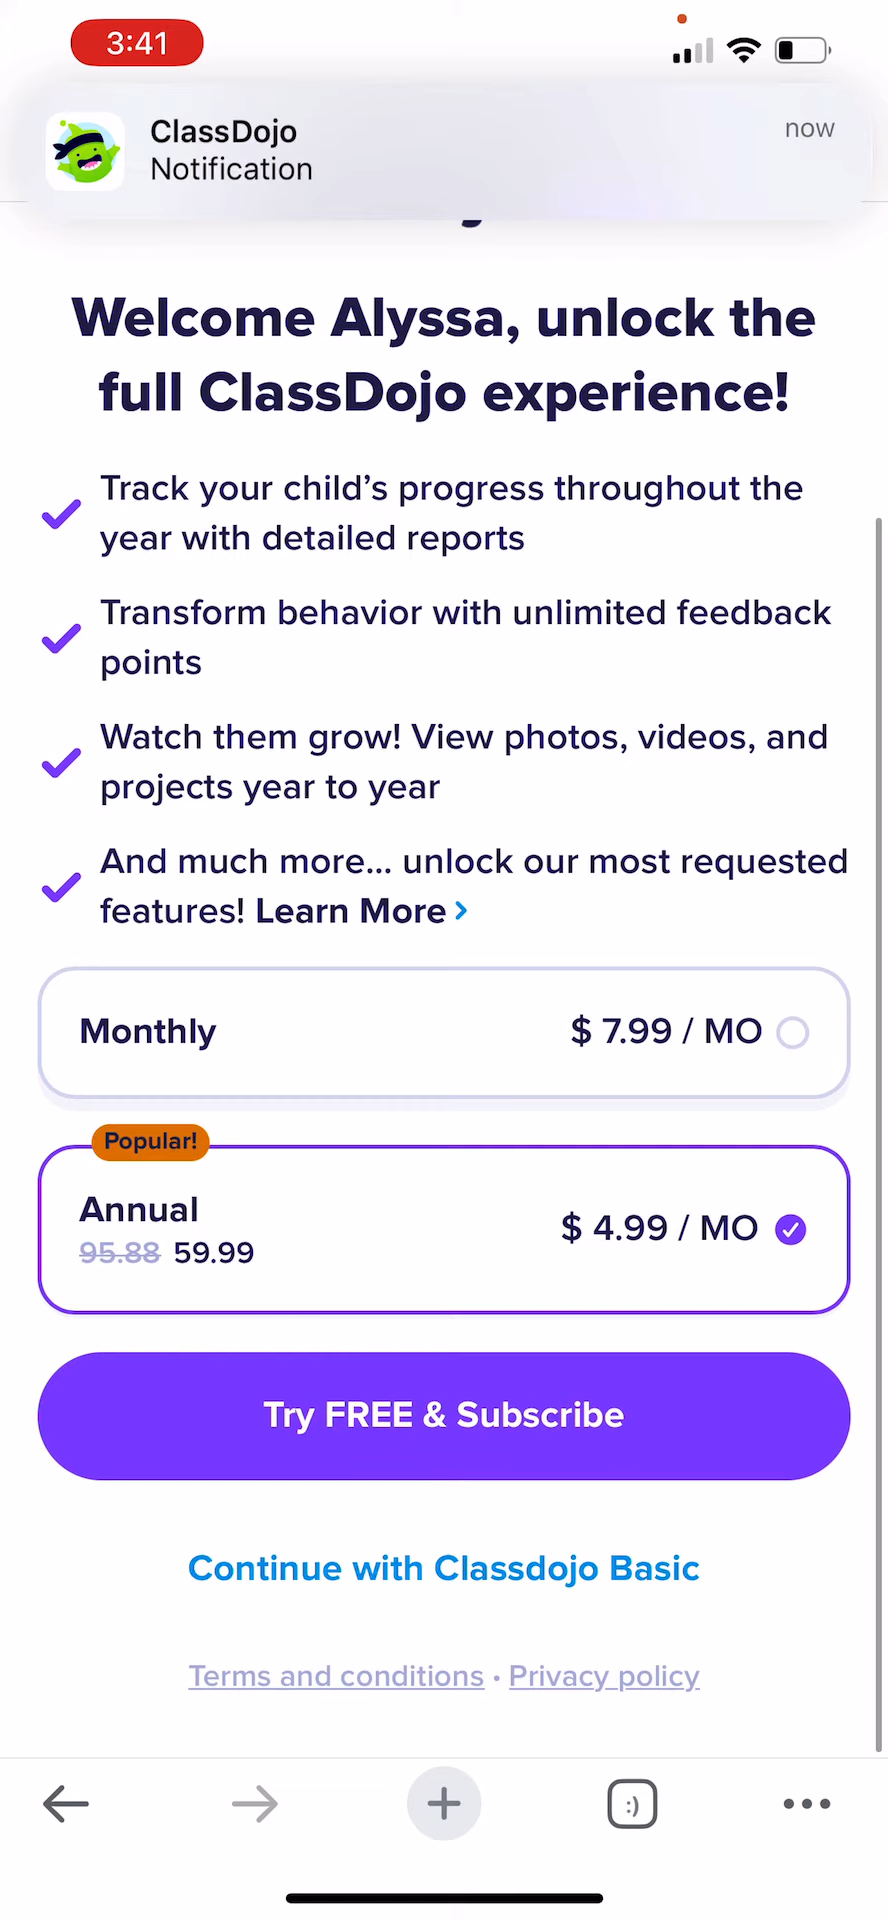 3:41
ClassDojo
now
Notification
Welcome Alyssa, unlock the
full ClassDojo experience!
Track your child’s progress throughout the
year with detailed reports
Transform behavior with unlimited feedback
points
Watch them grow! View photos, videos, and
projects year to year
And much more... unlock our most requested
features! Learn More >
Monthly
$ 7.99 / MO
Popular!
Annual
95.88 59.99
$ 4.99 / MO
Try FREE & Subscribe
Continue with Classdojo Basic
Terms and conditions • Privacy policy
:)